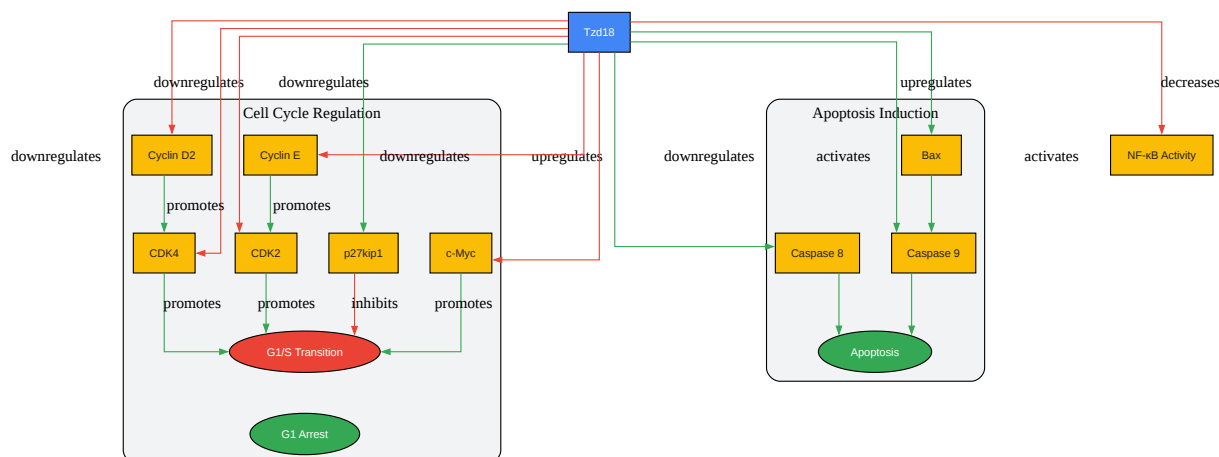 Tzd18
downregulates
downregulates
upregulates
decreases
Cell Cycle Regulation
Apoptosis Induction
downregulates
Cyclin D2
Cyclin E
downregulates
upregulates
downregulates
activates
Bax
activates
NF-κB Activity
promotes
promotes
CDK4
CDK2
p27kip1
c-Myc
Caspase 8
Caspase 9
promotes
promotes
inhibits
promotes
G1/S Transition
Apoptosis
G1 Arrest